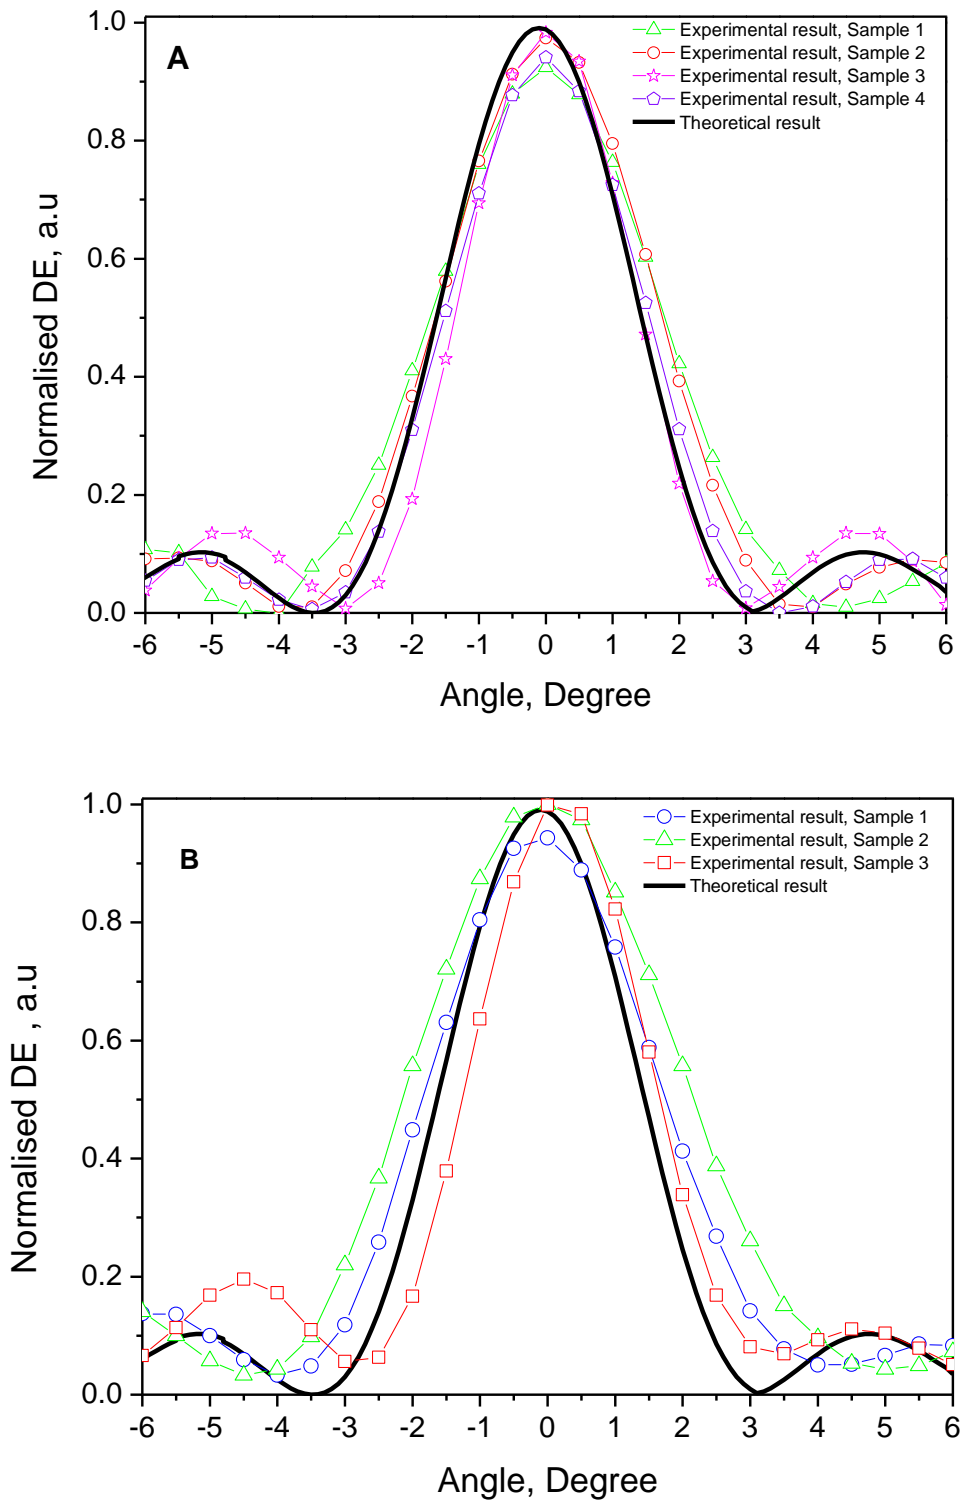 A
Experimental result, Sample 1
Experimental result, Sample 2
Experimental result, Sample 3
Experimental result, Sample 4
Theoretical result
Normalised DE, a.u
1.0
0.8
0.6
0.4
0.2
0.0
-6 -5 -4 -3 -2 -1 0 1 2 3 4 5 6
Angle, Degree
B
Experimental result, Sample 1
Experimental result, Sample 2
Experimental result, Sample 3
Theoretical result
Normalised DE , a.u
1.0
0.8
0.6
0.4
0.2
0.0
-6 -5 -4 -3 -2 -1 0 1 2 3 4 5 6
Angle, Degree